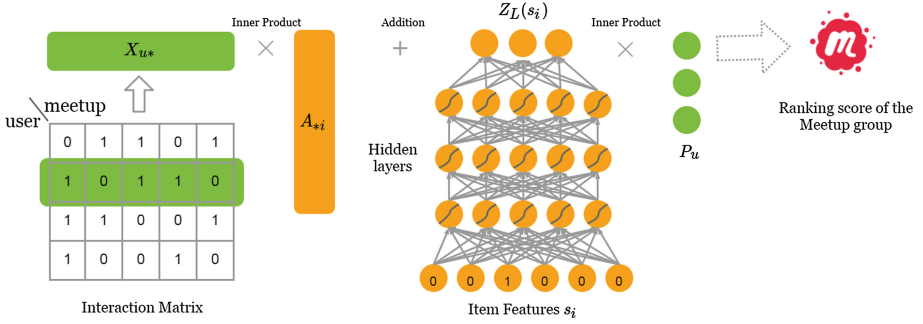 Inner Product
Addition
Z_L(s_i)
Inner Product
X_{u*}
×
+
×
m
user \ meetup
A_{*i}
Ranking score of the
Meetup group
P_u
0 1 1 0 1
1 0 1 1 0
1 1 0 0 1
1 0 0 1 0
Hidden
layers
0 0 1 0 0 0
Interaction Matrix
Item Features s_i